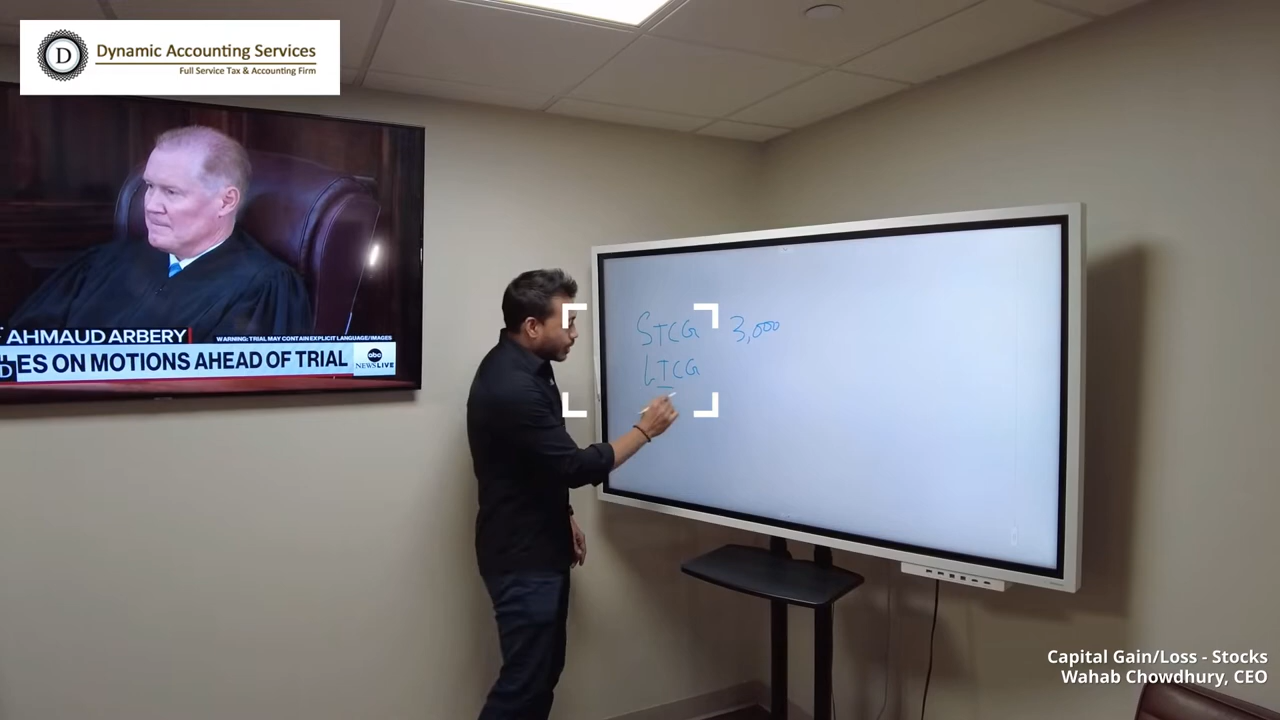 D
Dynamic Accounting Services
Full Service Tax & Accounting Firm
AHMAUD ARBERY
WARNING: TRIAL MAY CONTAIN EXPLICIT LANGUAGE/IMAGES
ES ON MOTIONS AHEAD OF TRIAL
abc
NEWS LIVE
STCG 3,000
LTCG
Capital Gain/Loss - Stocks
Wahab Chowdhury, CEO